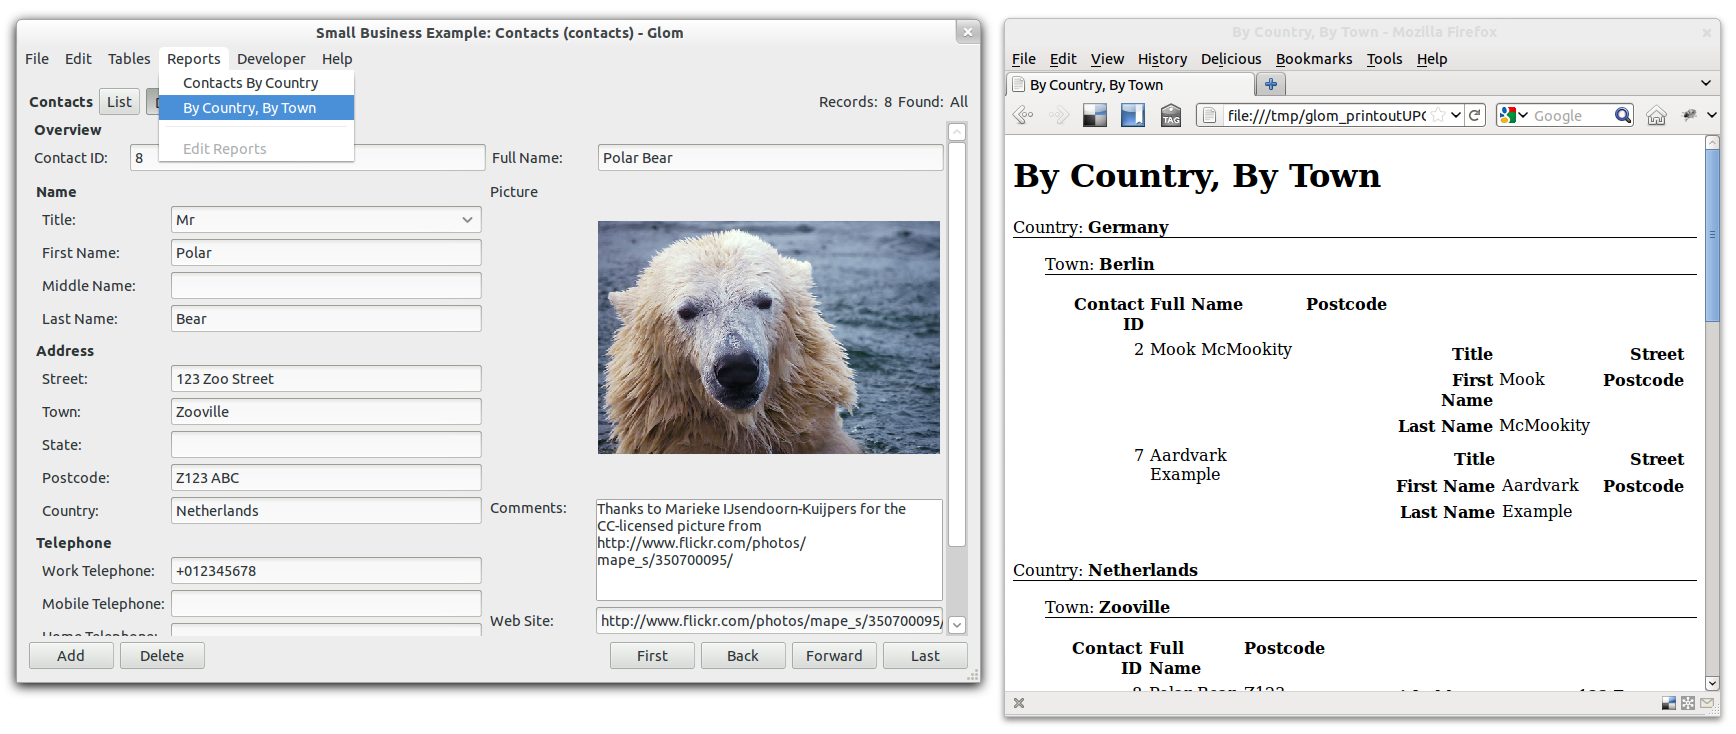 Small Business Example: Contacts (contacts) - Glom
File Edit Tables Reports Developer Help
Contacts By Country
By Country, By Town
Edit Reports
Contacts List
Records: 8 Found: All
Overview
Contact ID: 8
Full Name: Polar Bear
Name
Picture
Title: Mr
First Name: Polar
Middle Name:
Last Name: Bear
Address
Street: 123 Zoo Street
Town: Zooville
State:
Postcode: Z123 ABC
Country: Netherlands
Comments: Thanks to Marieke IJsendoorn-Kuijpers for the
CC-licensed picture from
http://www.flickr.com/photos/
mape_s/350700095/
Telephone
Work Telephone: +012345678
Mobile Telephone:
Web Site: http://www.flickr.com/photos/mape_s/350700095/
Home Telephone:
Add Delete First Back Forward Last
By Country, By Town - Mozilla Firefox
File Edit View History Delicious Bookmarks Tools Help
By Country, By Town
TAG
file:///tmp/glom_printoutUPC
Google
By Country, By Town
Country: Germany
Town: Berlin
Contact ID Full Name Postcode
2 Mook McMookity
Title Street
First Name Mook Postcode
Last Name McMookity
7 Aardvark Example
Title Street
First Name Aardvark Postcode
Last Name Example
Country: Netherlands
Town: Zooville
Contact ID Full Name Postcode
8 Polar Bear Z123